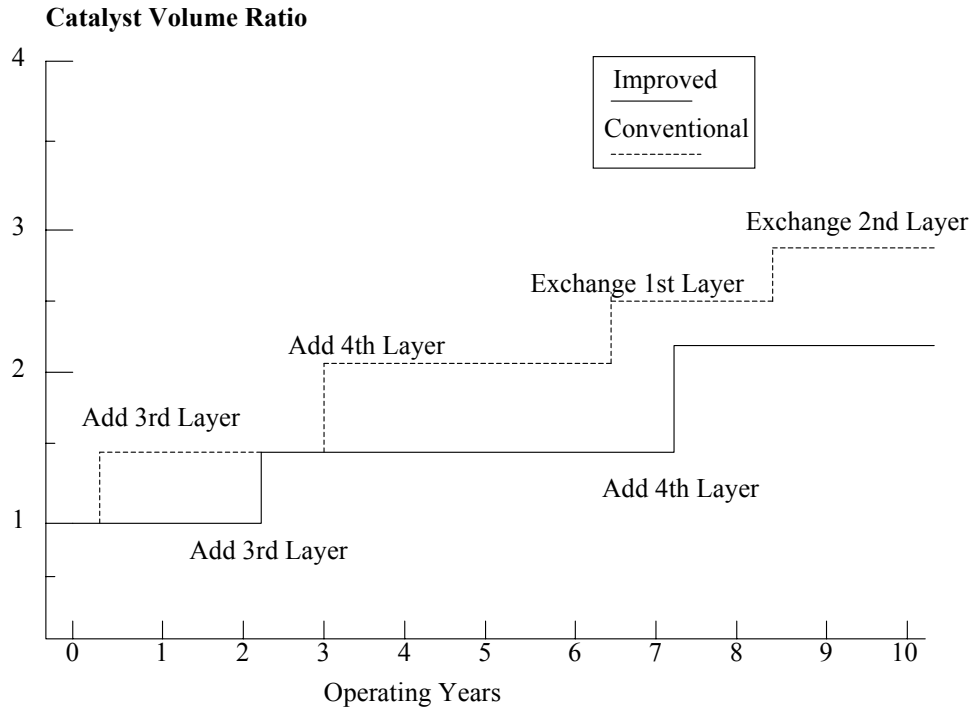 Catalyst Volume Ratio
4
Improved
Conventional
3
Exchange 2nd Layer
Exchange 1st Layer
Add 4th Layer
2
Add 3rd Layer
Add 4th Layer
1
Add 3rd Layer
0 1 2 3 4 5 6 7 8 9 10
Operating Years